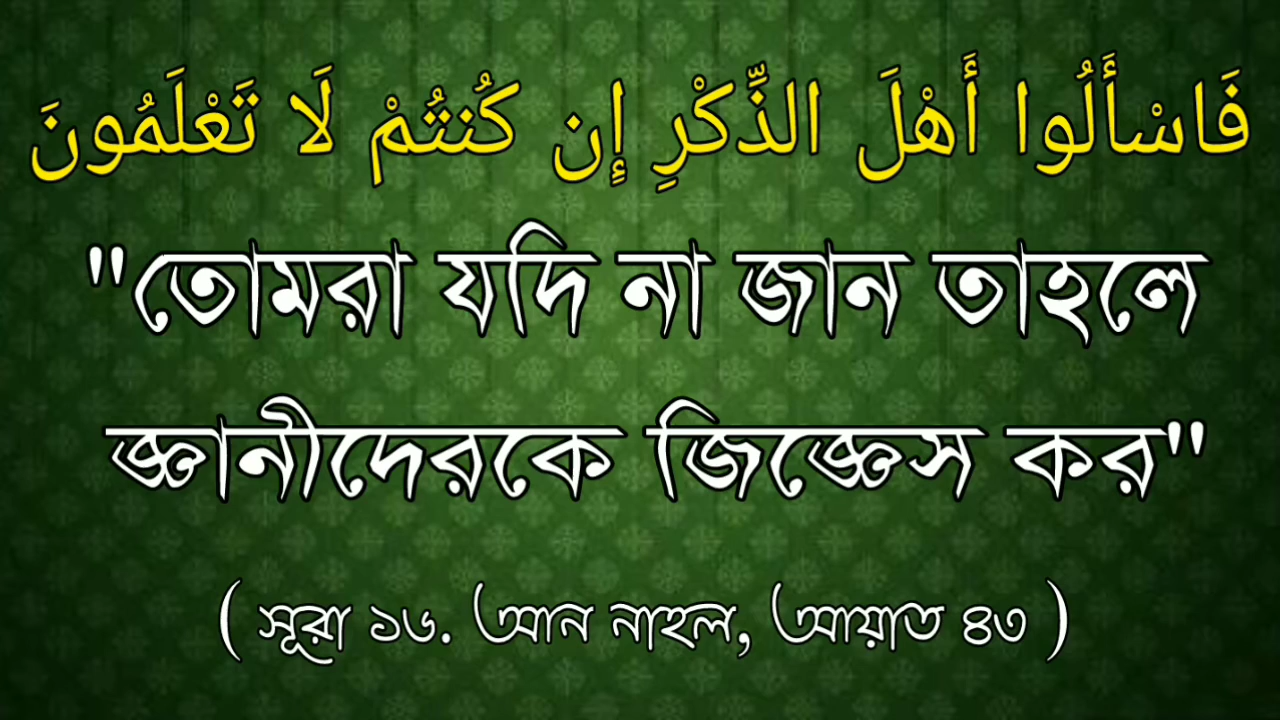 فَاسْأَلُوا أَهْلَ الذِّكْرِ إِن كُنتُمْ لَا تَعْلَمُونَ
"তোমরা যদি না জান তাহলে
জ্ঞানীদেরকে জিজ্ঞেস কর"
( সূরা ১৬. আন নাহল, আয়াত ৪৩ )